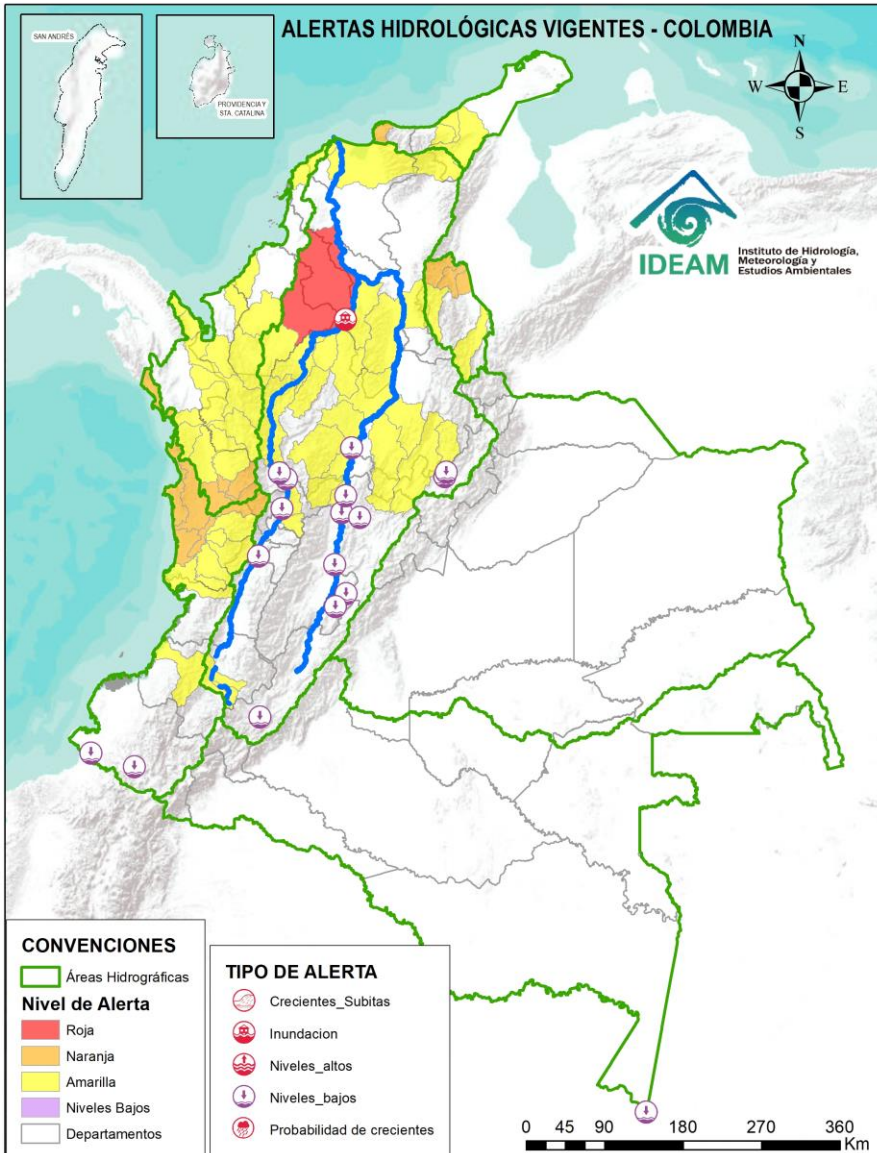 ALERTAS HIDROLÓGICAS VIGENTES - COLOMBIA
SAN ANDRÉS
PROVIDENCIA Y
STA. CATALINA
N
W
E
S
IDEAM
Instituto de Hidrología,
Meteorología y
Estudios Ambientales
CONVENCIONES
Áreas Hidrográficas
Nivel de Alerta
Roja
Naranja
Amarilla
Niveles Bajos
Departamentos
TIPO DE ALERTA
Crecientes_Subitas
Inundacion
Niveles_altos
Niveles_bajos
Probabilidad de crecientes
0 45 90 180 270 360
Km